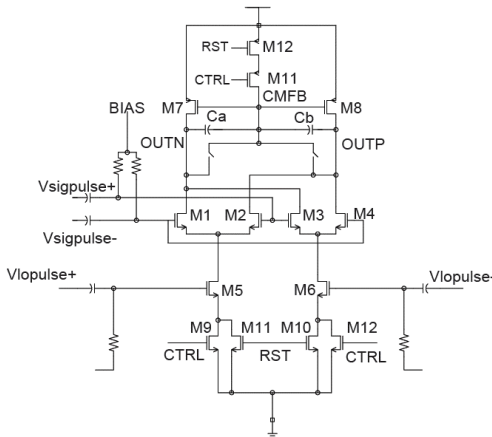 RST
M12
CTRL
M11
CMFB
M7
M8
BIAS
Ca
Cb
OUTN
OUTP
Vsigpulse+
M1
M2
M3
M4
Vsigpulse-
Vlopulse+
M5
M6
Vlopulse-
M9
M11
M10
M12
CTRL
RST
CTRL